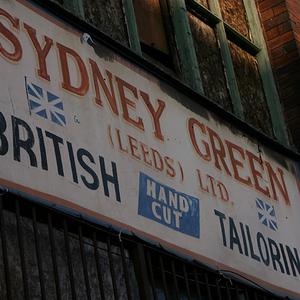 SYDNEY GREEN
(LEEDS) LTD.
BRITISH HAND CUT TAILORIN